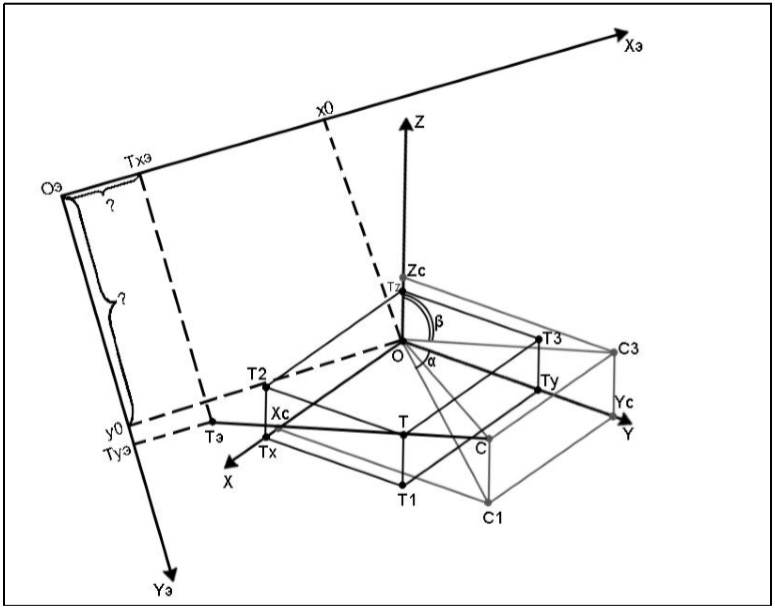 Xэ
x0
Z
Txэ
Oэ
?
Zc
Tz
β
?
T3
C3
O
α
T2
Ty
Yc
Xc
y0
Tэ
T
Y
Tyэ
Tx
C
X
T1
C1
Yэ